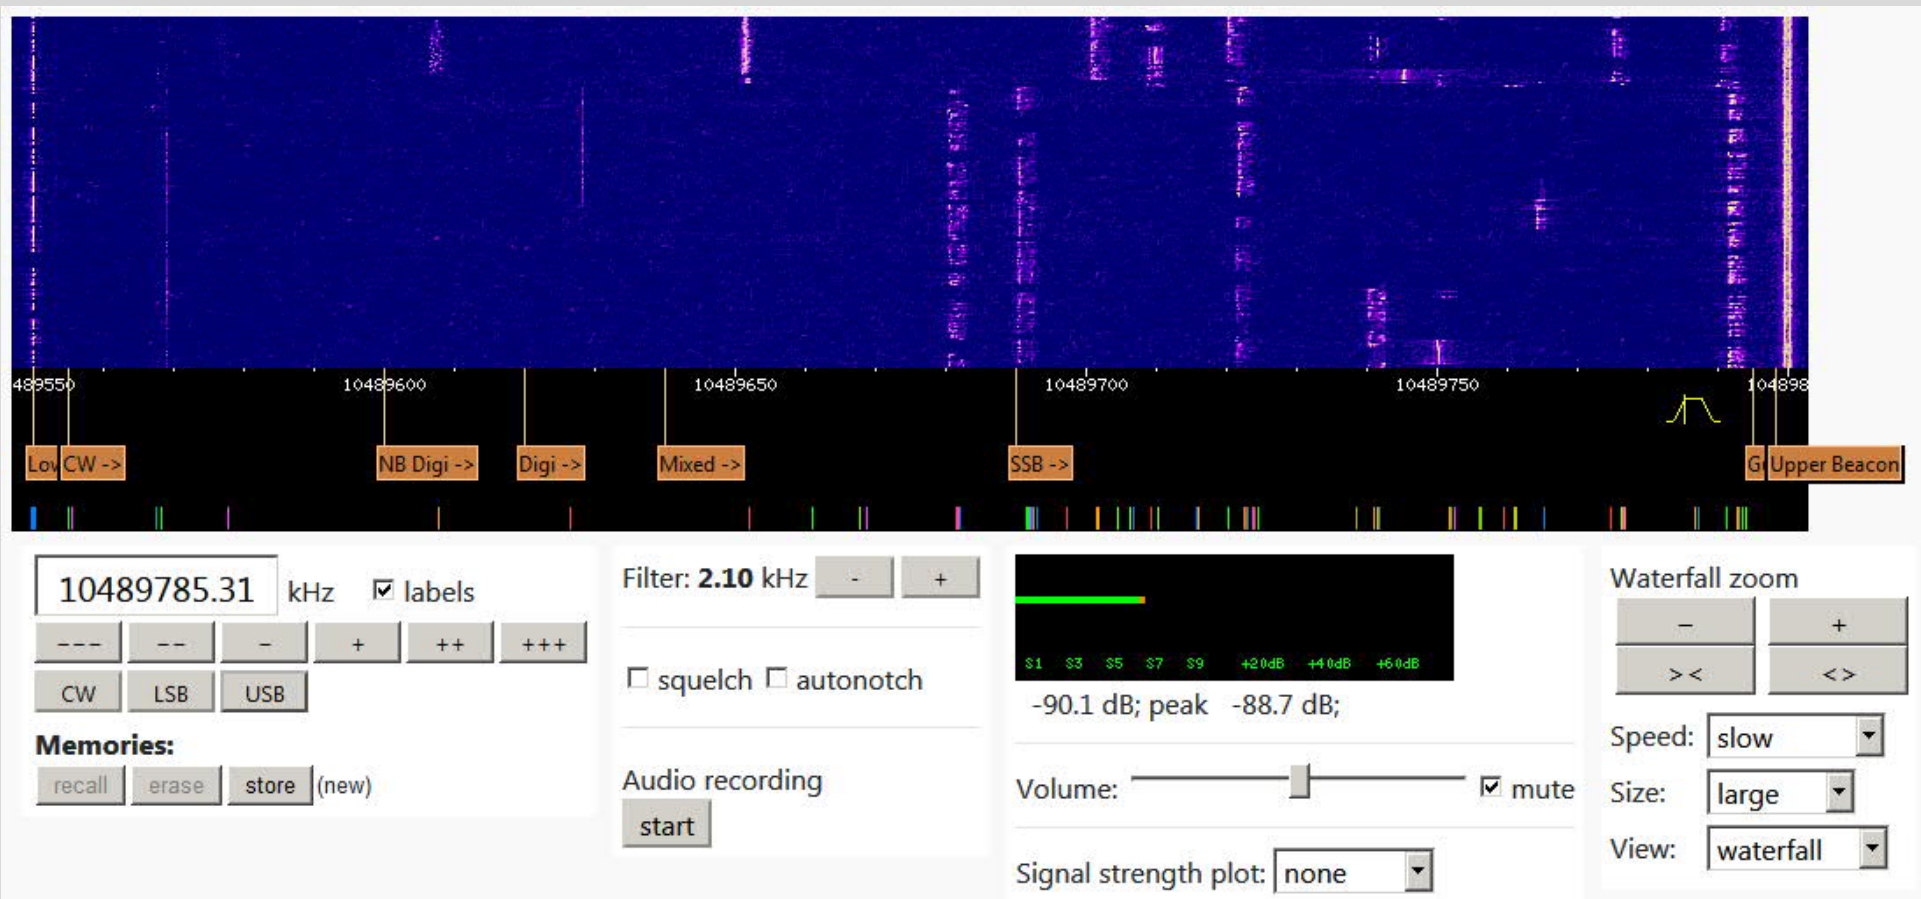 489550 10489600 10489650 10489700 10489750 104898
Lov CW -> NB Digi -> Digi -> Mixed -> SSB -> G Upper Beacon
10489785.31 kHz labels
--- -- - + ++ +++
CW LSB USB
Memories:
recall erase store (new)
Filter: 2.10 kHz - +
squelch autonotch
Audio recording
start
S1 S3 S5 S7 S9 +20dB +40dB +60dB
-90.1 dB; peak -88.7 dB;
Volume: mute
Signal strength plot: none
Waterfall zoom
- +
>< <>
Speed: slow
Size: large
View: waterfall